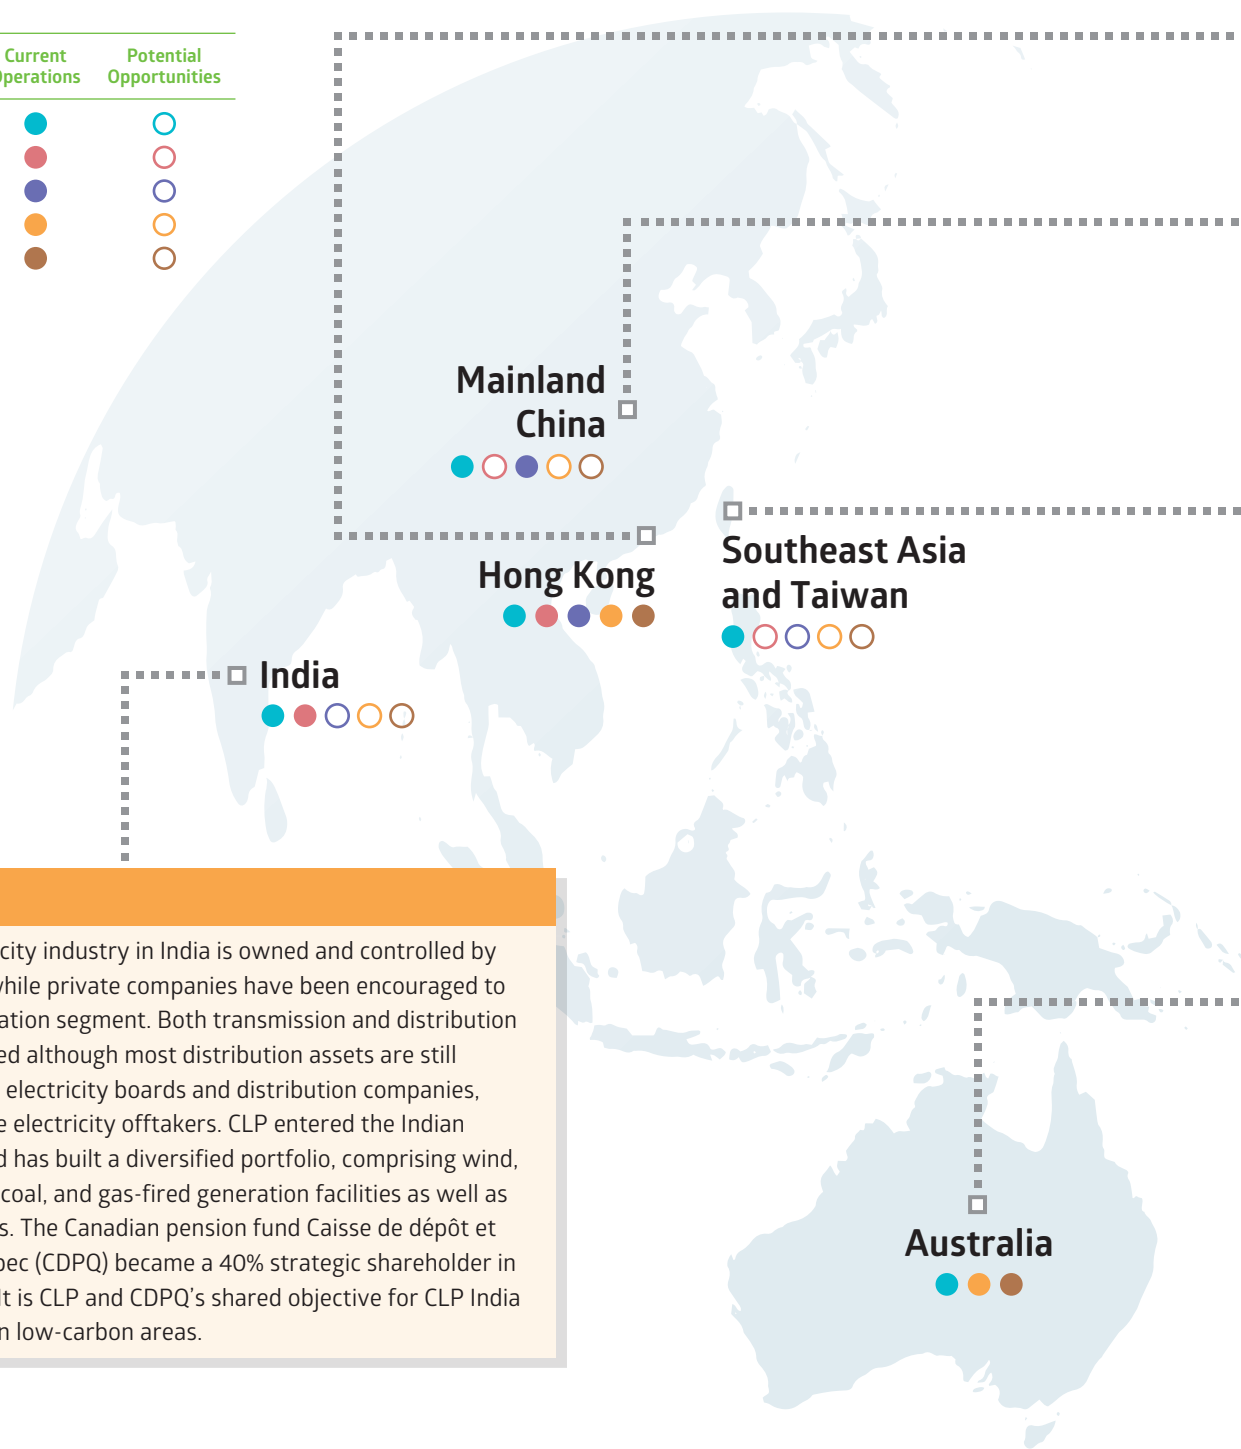 Current
Operations
Potential
Opportunities
Mainland
China
Hong Kong
Southeast Asia
and Taiwan
India
city industry in India is owned and controlled by
while private companies have been encouraged to
ation segment. Both transmission and distribution
ed although most distribution assets are still
electricity boards and distribution companies,
e electricity offtakers. CLP entered the Indian
d has built a diversified portfolio, comprising wind,
coal, and gas-fired generation facilities as well as
s. The Canadian pension fund Caisse de dépôt et
bec (CDPQ) became a 40% strategic shareholder in
It is CLP and CDPQ's shared objective for CLP India
n low-carbon areas.
Australia